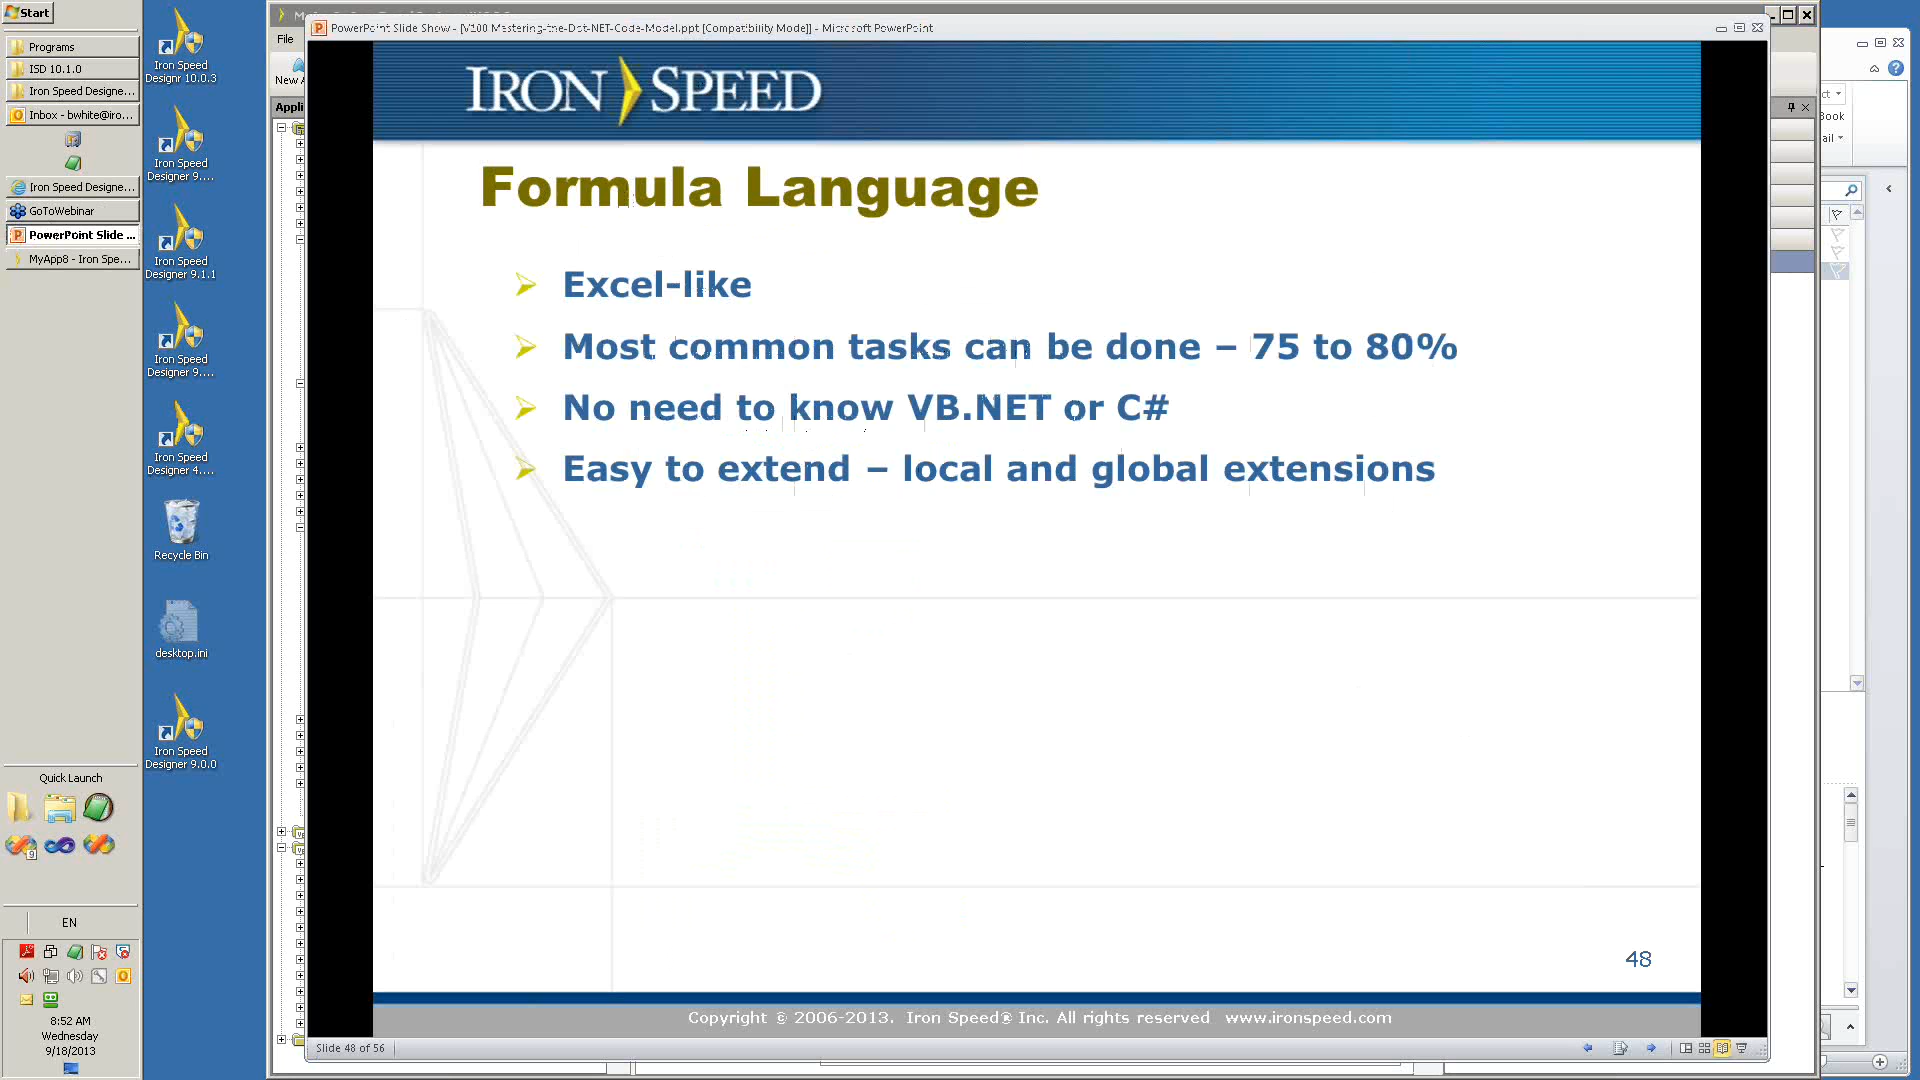 Start
Programs
ISD 10.1.0
Iron Speed Designe...
Inbox - bwhite@iro...
Iron Speed Designe...
GoToWebinar
PowerPoint Slide ...
MyApp8 - Iron Spe...
Quick Launch
EN
8:52 AM
Wednesday
9/18/2013
Iron Speed
Designr 10.0.3
Iron Speed
Designer 9....
Iron Speed
Designer 9.1.1
Iron Speed
Designer 9....
Iron Speed
Designer 4....
Recycle Bin
desktop.ini
Iron Speed
Designer 9.0.0
File
New
Appli
PowerPoint Slide Show - [V100 Mastering-the-Dot-NET-Code-Model.ppt [Compatibility Mode]] - Microsoft PowerPoint
IRON SPEED
Formula Language
Excel-like
Most common tasks can be done – 75 to 80%
No need to know VB.NET or C#
Easy to extend – local and global extensions
48
Copyright © 2006-2013. Iron Speed® Inc. All rights reserved www.ironspeed.com
Slide 48 of 56
ct
Book
ail